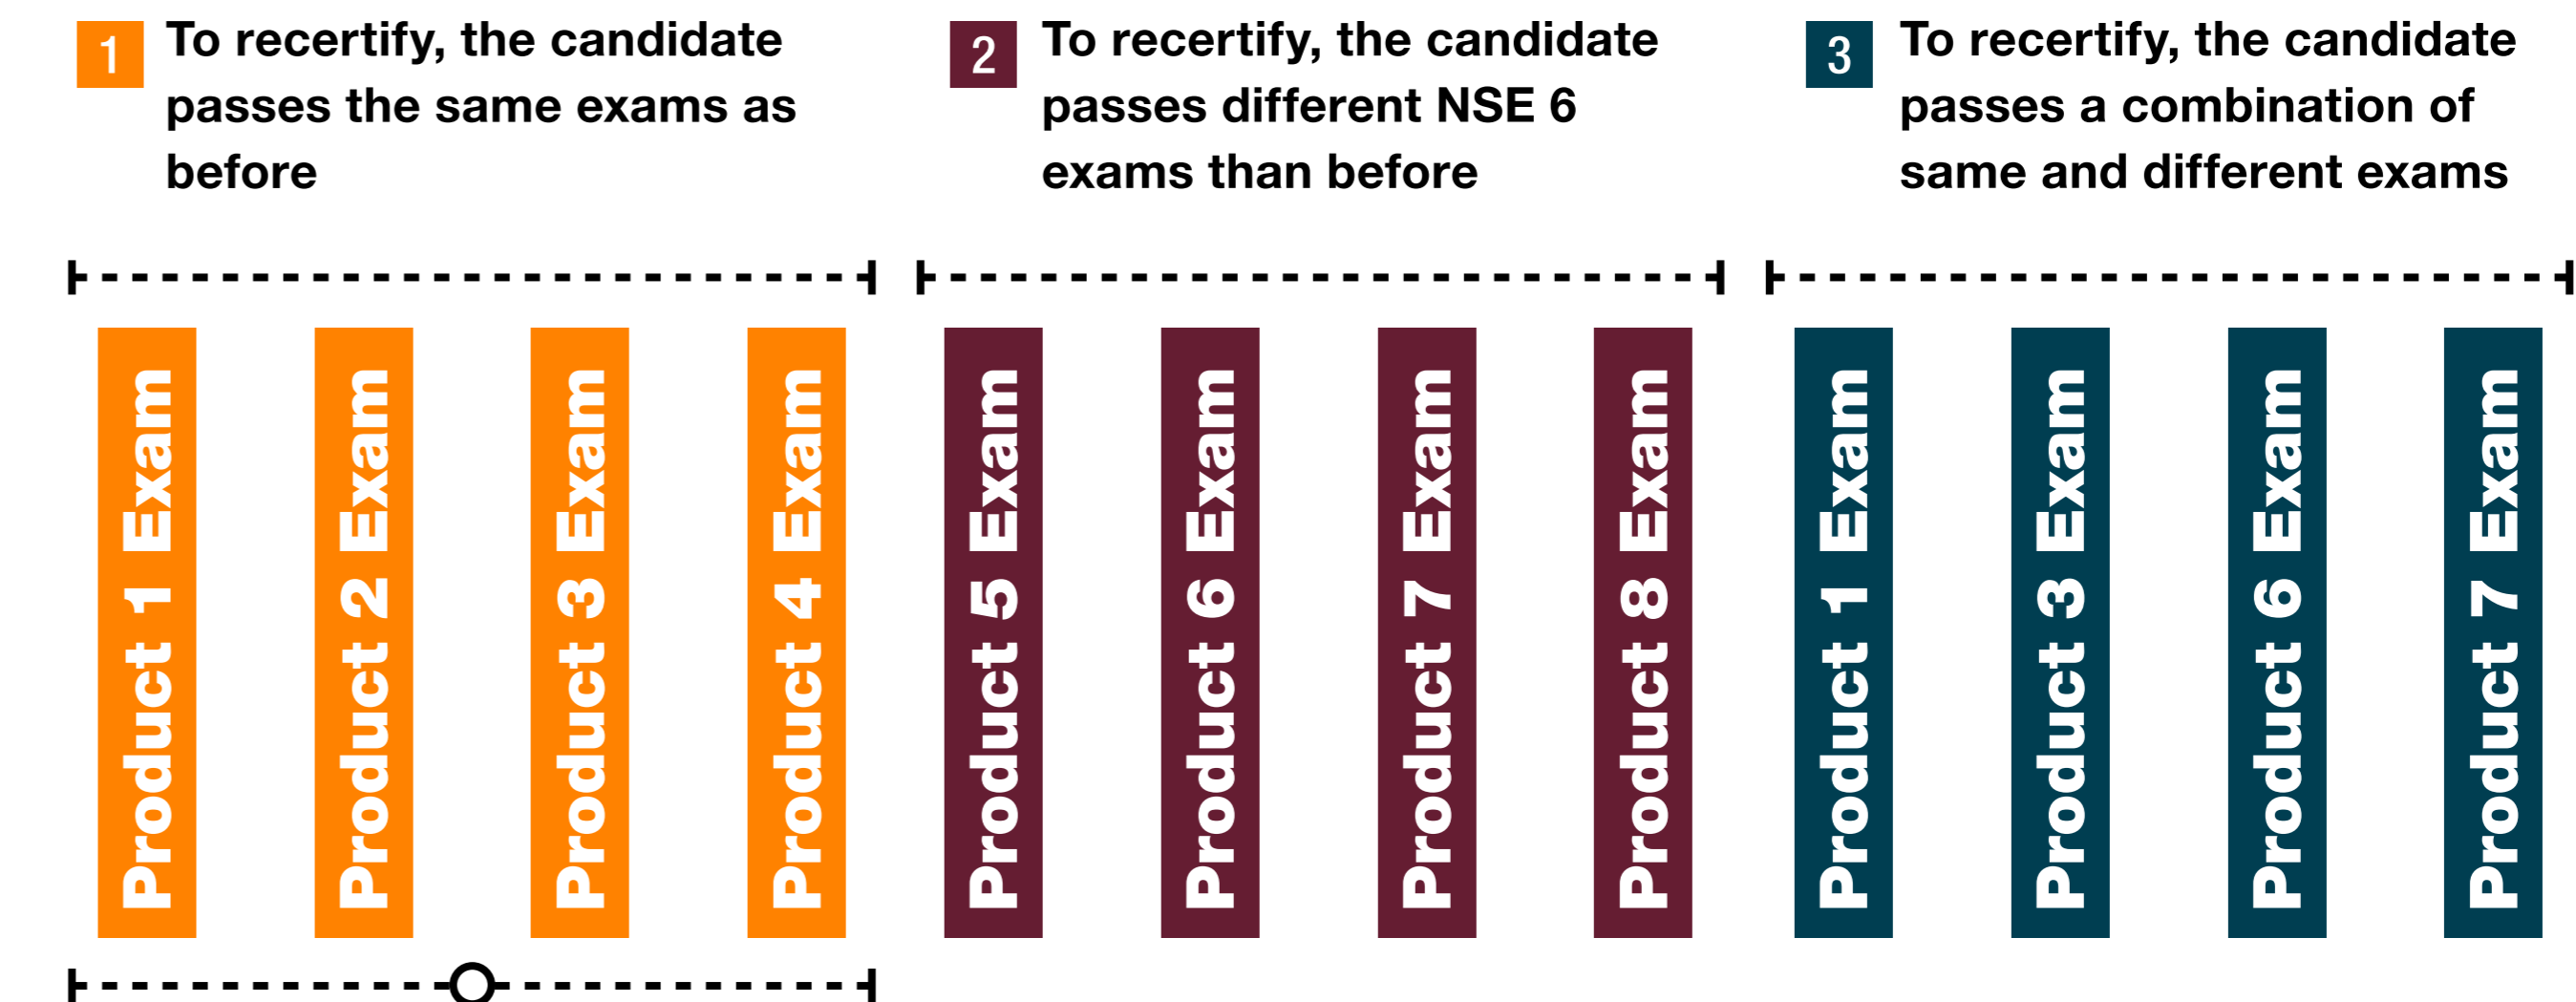 1
To recertify, the candidate
passes the same exams as
before
2
To recertify, the candidate
passes different NSE 6
exams than before
3
To recertify, the candidate
passes a combination of
same and different exams
Product 1 Exam
Product 2 Exam
Product 3 Exam
Product 4 Exam
Product 5 Exam
Product 6 Exam
Product 7 Exam
Product 8 Exam
Product 1 Exam
Product 3 Exam
Product 6 Exam
Product 7 Exam